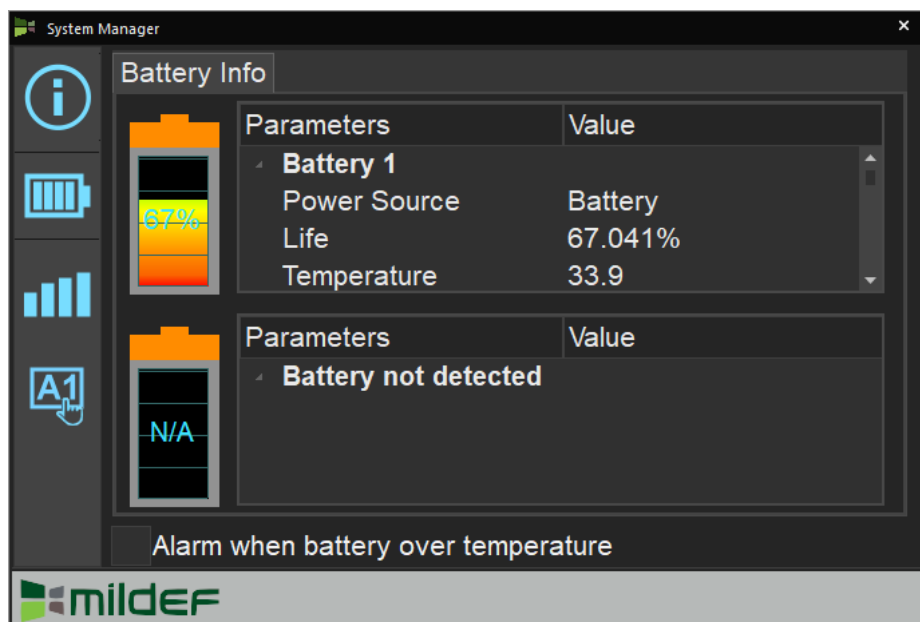 System Manager
Battery Info
Parameters Value
Battery 1
67%
Power Source Battery
Life 67.041%
Temperature 33.9
Parameters Value
Battery not detected
N/A
A1
Alarm when battery over temperature
mildef